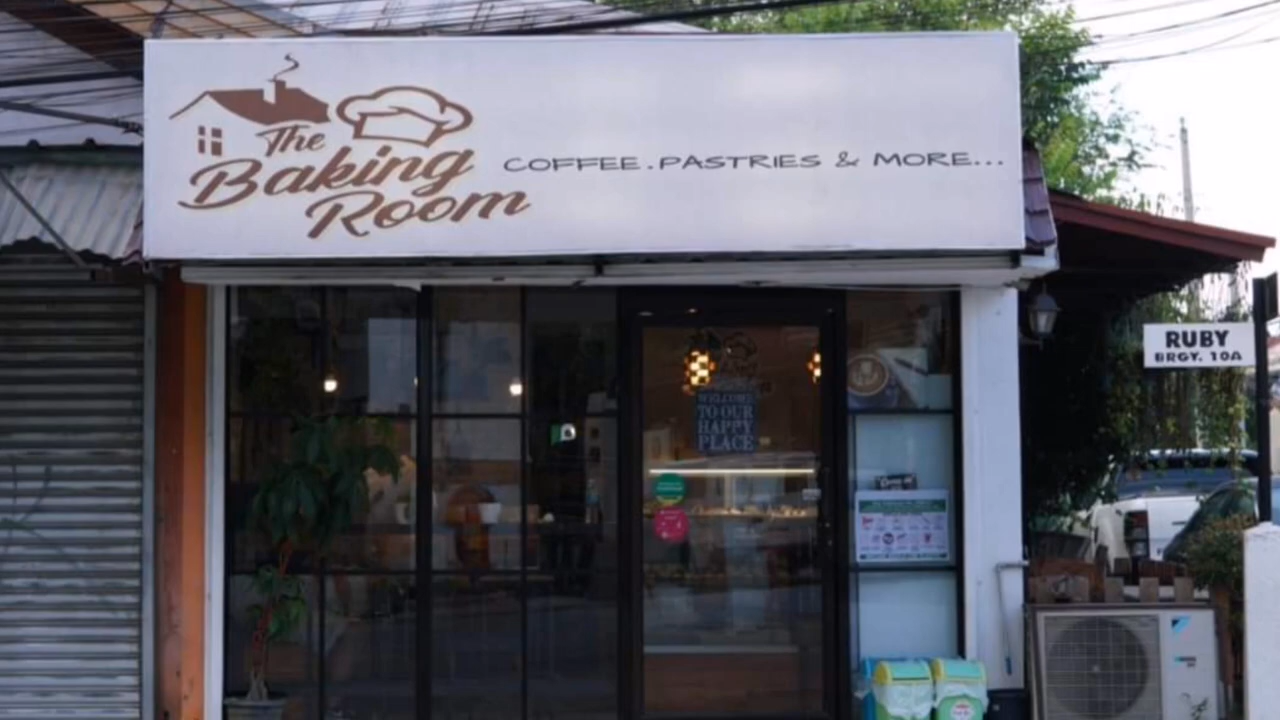 The
Baking
Room
COFFEE.PASTRIES & MORE...
WELCOME
TO OUR
HAPPY
PLACE
RUBY
BRGY. 10A